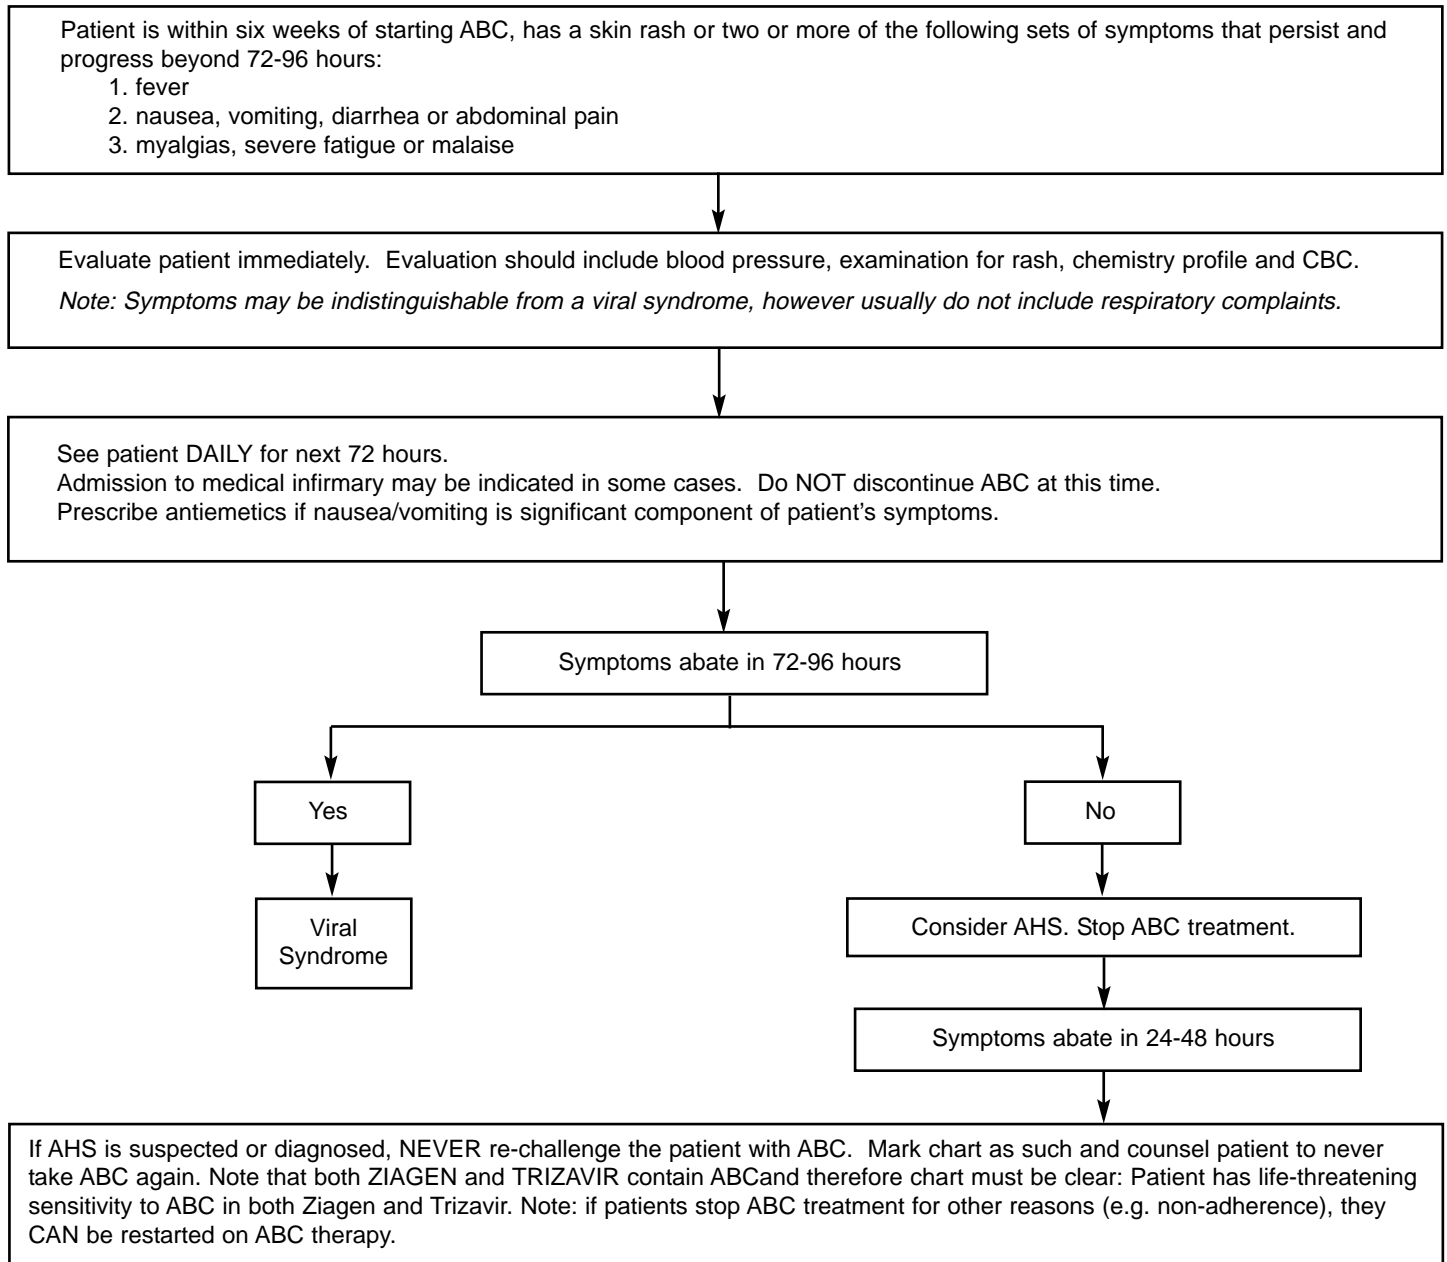 Patient is within six weeks of starting ABC, has a skin rash or two or more of the following sets of symptoms that persist and
progress beyond 72-96 hours:
1. fever
2. nausea, vomiting, diarrhea or abdominal pain
3. myalgias, severe fatigue or malaise
Evaluate patient immediately. Evaluation should include blood pressure, examination for rash, chemistry profile and CBC.
Note: Symptoms may be indistinguishable from a viral syndrome, however usually do not include respiratory complaints.
See patient DAILY for next 72 hours.
Admission to medical infirmary may be indicated in some cases. Do NOT discontinue ABC at this time.
Prescribe antiemetics if nausea/vomiting is significant component of patient's symptoms.
Symptoms abate in 72-96 hours
Yes
No
Viral
Syndrome
Consider AHS. Stop ABC treatment.
Symptoms abate in 24-48 hours
If AHS is suspected or diagnosed, NEVER re-challenge the patient with ABC. Mark chart as such and counsel patient to never
take ABC again. Note that both ZIAGEN and TRIZAVIR contain ABCand therefore chart must be clear: Patient has life-threatening
sensitivity to ABC in both Ziagen and Trizavir. Note: if patients stop ABC treatment for other reasons (e.g. non-adherence), they
CAN be restarted on ABC therapy.